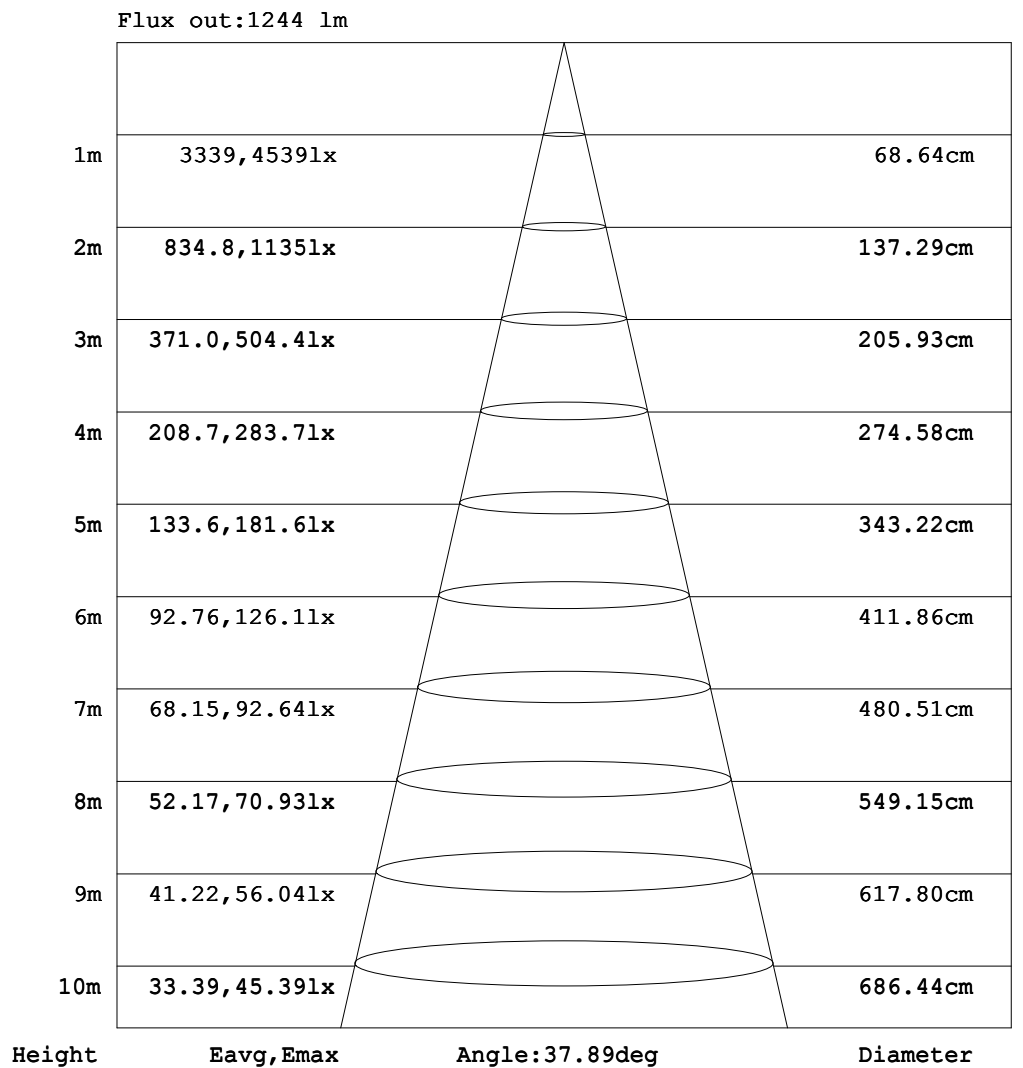 Flux out:1244 lm
1m 3339,4539lx 68.64cm
2m 834.8,1135lx 137.29cm
3m 371.0,504.4lx 205.93cm
4m 208.7,283.7lx 274.58cm
5m 133.6,181.6lx 343.22cm
6m 92.76,126.1lx 411.86cm
7m 68.15,92.64lx 480.51cm
8m 52.17,70.93lx 549.15cm
9m 41.22,56.04lx 617.80cm
10m 33.39,45.39lx 686.44cm
Height Eavg,Emax Angle:37.89deg Diameter